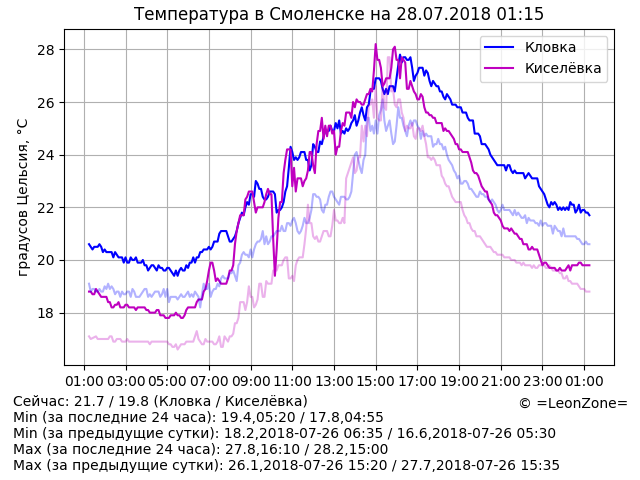 Температура в Смоленске на 28.07.2018 01:15
Кловка
Киселёвка
градусов Цельсия, °C
28
26
24
22
20
18
01:00 03:00 05:00 07:00 09:00 11:00 13:00 15:00 17:00 19:00 21:00 23:00 01:00
Сейчас: 21.7 / 19.8 (Кловка / Киселёвка)
© =LeonZone=
Min (за последние 24 часа): 19.4,05:20 / 17.8,04:55
Min (за предыдущие сутки): 18.2,2018-07-26 06:35 / 16.6,2018-07-26 05:30
Max (за последние 24 часа): 27.8,16:10 / 28.2,15:00
Max (за предыдущие сутки): 26.1,2018-07-26 15:20 / 27.7,2018-07-26 15:35